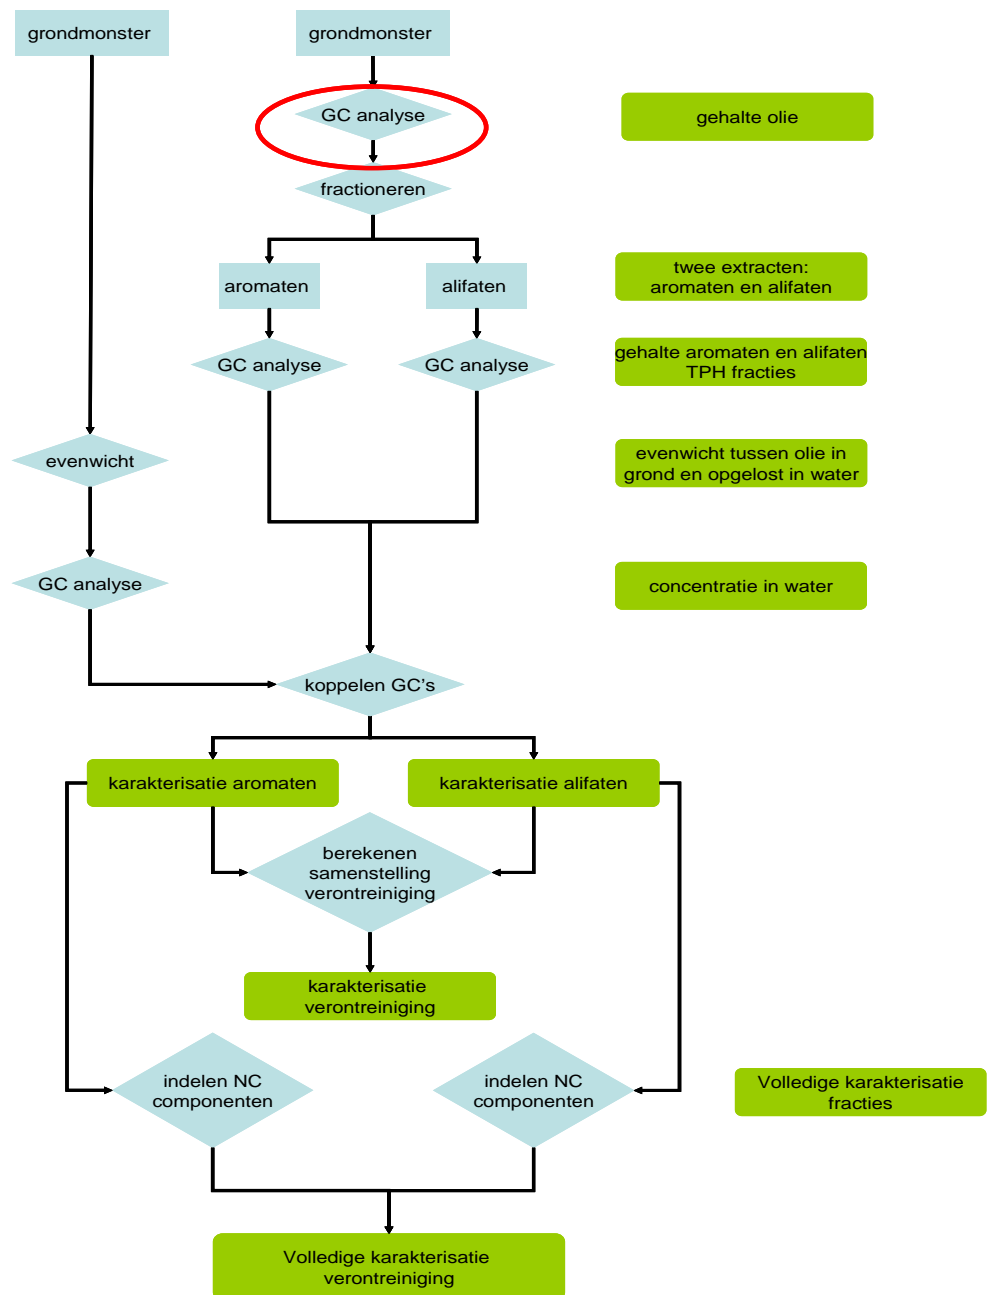 grondmonster
grondmonster
GC analyse
gehalte olie
fractioneren
aromaten
alifaten
twee extracten:
aromaten en alifaten
GC analyse
GC analyse
gehalte aromaten en alifaten
TPH fracties
evenwicht
evenwicht tussen olie in
grond en opgelost in water
GC analyse
concentratie in water
koppelen GC's
karakterisatie aromaten
karakterisatie alifaten
berekenen
samenstelling
verontreiniging
karakterisatie
verontreiniging
indelen NC
componenten
indelen NC
componenten
Volledige karakterisatie
fracties
Volledige karakterisatie
verontreiniging